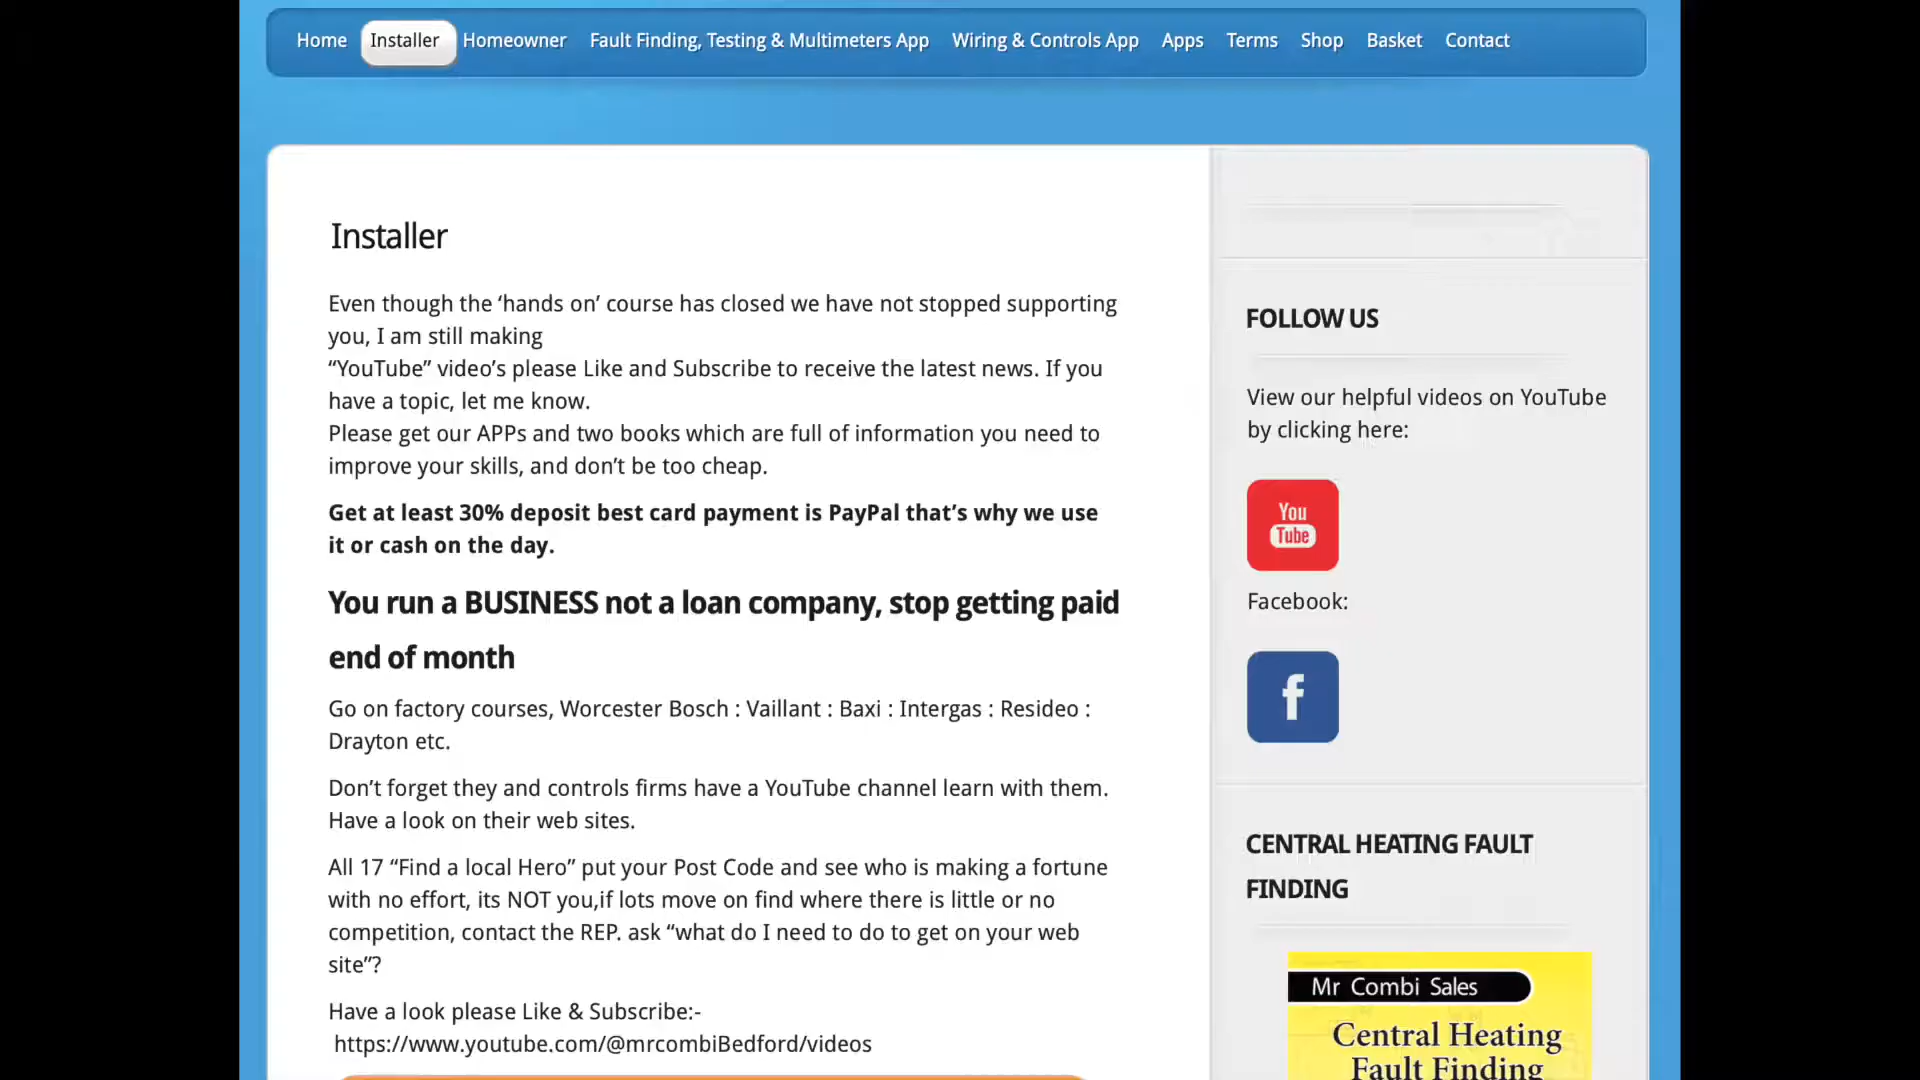 Home Installer Homeowner Fault Finding, Testing & Multimeters App Wiring & Controls App Apps Terms Shop Basket Contact
Installer
Even though the ‘hands on’ course has closed we have not stopped supporting
you, I am still making
“YouTube” video’s please Like and Subscribe to receive the latest news. If you
have a topic, let me know.
Please get our APPs and two books which are full of information you need to
improve your skills, and don’t be too cheap.
Get at least 30% deposit best card payment is PayPal that’s why we use
it or cash on the day.
You run a BUSINESS not a loan company, stop getting paid
end of month
Go on factory courses, Worcester Bosch : Vaillant : Baxi : Intergas : Resideo :
Drayton etc.
Don’t forget they and controls firms have a YouTube channel learn with them.
Have a look on their web sites.
All 17 “Find a local Hero” put your Post Code and see who is making a fortune
with no effort, its NOT you,if lots move on find where there is little or no
competition, contact the REP. ask “what do I need to do to get on your web
site”?
Have a look please Like & Subscribe:-
https://www.youtube.com/@mrcombiBedford/videos
FOLLOW US
View our helpful videos on YouTube
by clicking here:
You
Tube
Facebook:
f
CENTRAL HEATING FAULT
FINDING
Mr Combi Sales
Central Heating
Fault Finding